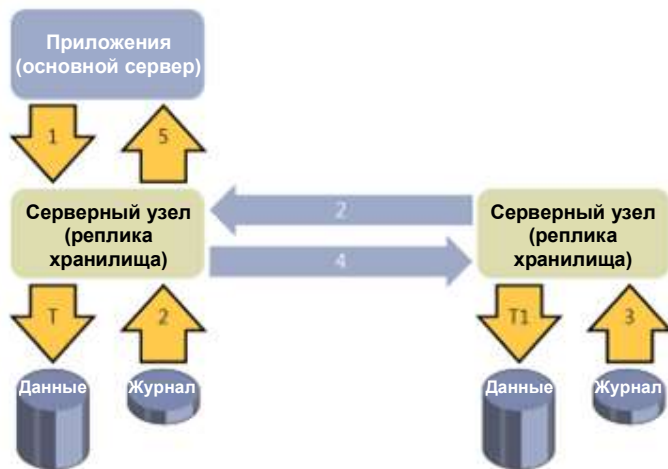 Приложения
(основной сервер)
1
5
Серверный узел
(реплика
хранилища)
2
4
Серверный узел
(реплика
хранилища)
T
2
T1
3
Данные
Журнал
Данные
Журнал